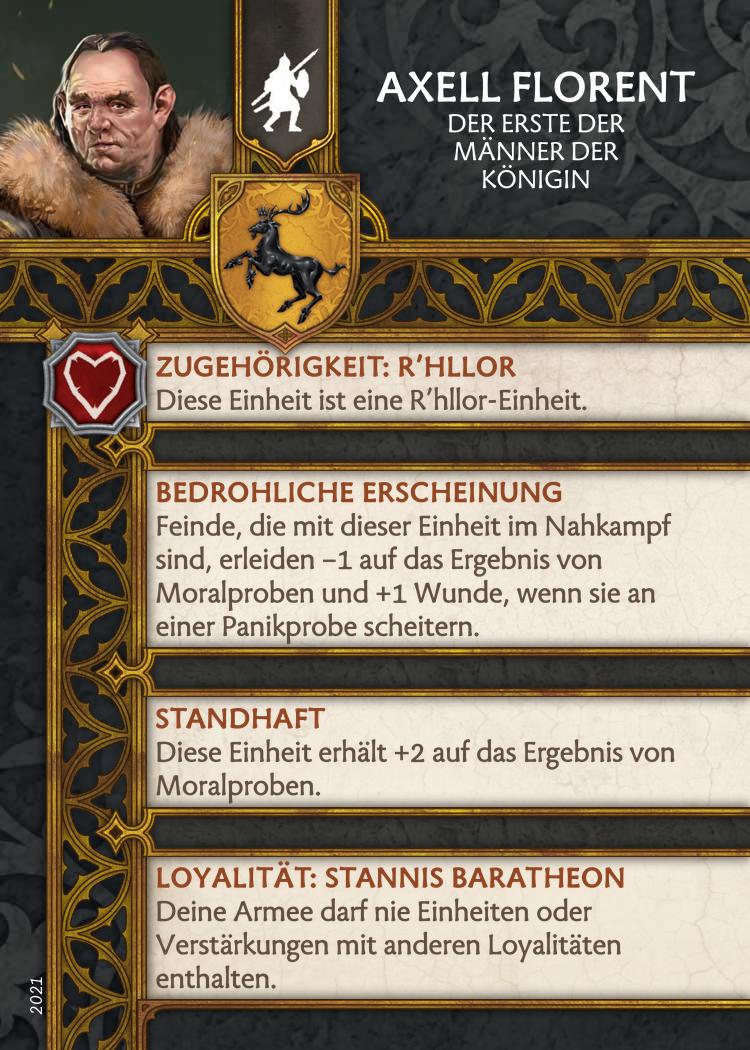 AXELL FLORENT
DER ERSTE DER
MÄNNER DER
KÖNIGIN
ZUGEHÖRIGKEIT: R’HLLOR
Diese Einheit ist eine R’hllor-Einheit.
BEDROHLICHE ERSCHEINUNG
Feinde, die mit dieser Einheit im Nahkampf
sind, erleiden –1 auf das Ergebnis von
Moralproben und +1 Wunde, wenn sie an
einer Panikprobe scheitern.
STANDHAFT
Diese Einheit erhält +2 auf das Ergebnis von
Moralproben.
LOYALITÄT: STANNIS BARATHEON
Deine Armee darf nie Einheiten oder
Verstärkungen mit anderen Loyalitäten
enthalten.
2021